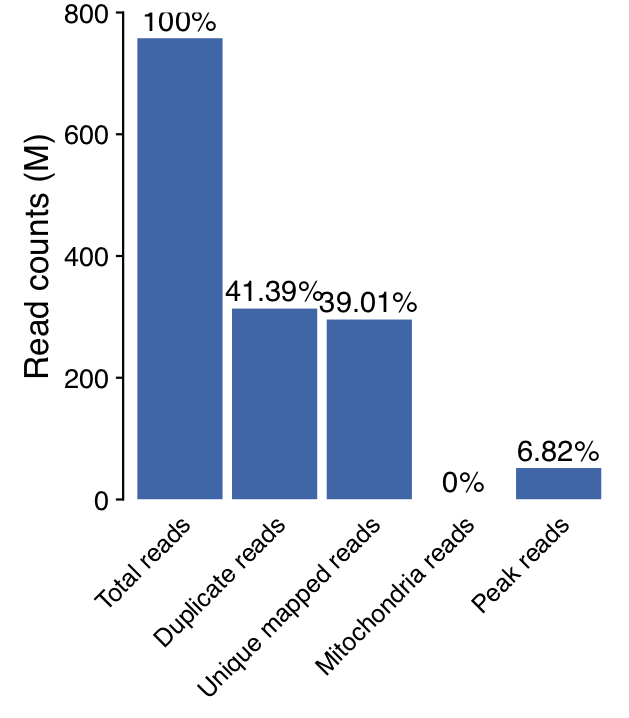 Read counts (M)
800
600
400
200
0
100%
41.39%
39.01%
0%
6.82%
Total reads
Duplicate reads
Unique mapped reads
Mitochondria reads
Peak reads